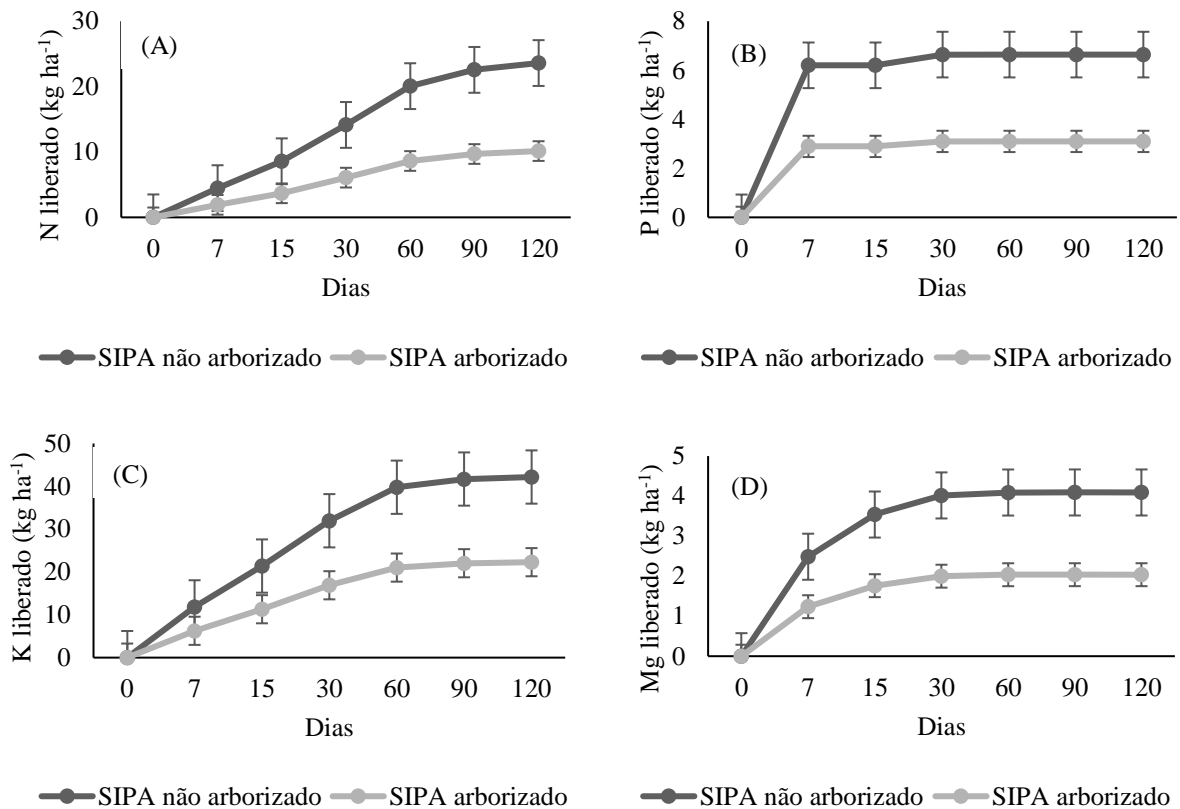 (A)
N liberado (kg ha⁻¹)
30
20
10
0
0 7 15 30 60 90 120
Dias
SIPA não arborizado SIPA arborizado
(B)
P liberado (kg ha⁻¹)
8
6
4
2
0
0 7 15 30 60 90 120
Dias
SIPA não arborizado SIPA arborizado
(C)
K liberado (kg ha⁻¹)
50
40
30
20
10
0
0 7 15 30 60 90 120
Dias
SIPA não arborizado SIPA arborizado
(D)
Mg liberado (kg ha⁻¹)
5
4
3
2
1
0
0 7 15 30 60 90 120
Dias
SIPA não arborizado SIPA arborizado